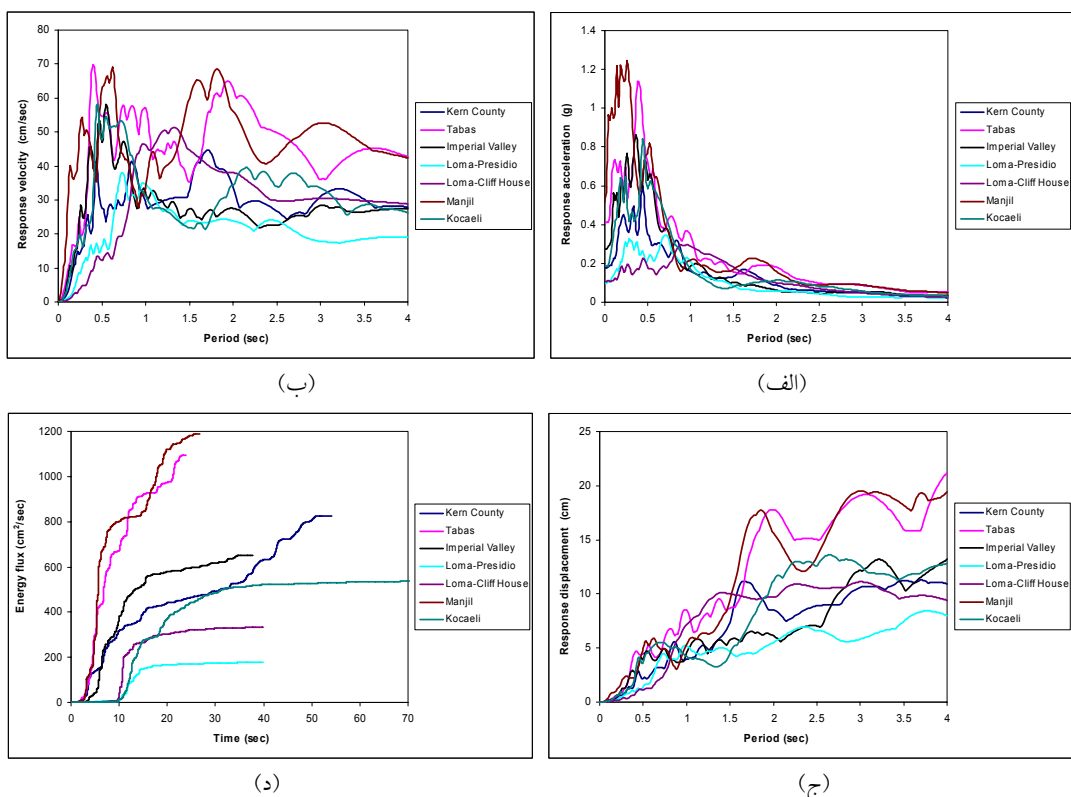 Response velocity (cm/sec)
80
70
60
50
40
30
20
10
0
0 0.5 1 1.5 2 2.5 3 3.5 4
Period (sec)
Kern County
Tabas
Imperial Valley
Loma-Presidio
Loma-Cliff House
Manjil
Kocaeli
(ب)
Response acceleration (g)
1.4
1.2
1
0.8
0.6
0.4
0.2
0
0 0.5 1 1.5 2 2.5 3 3.5 4
Period (sec)
Kern County
Tabas
Imperial Valley
Loma-Presidio
Loma-Cliff House
Manjil
Kocaeli
(الف)
Energy flux (cm²/sec)
1200
1000
800
600
400
200
0
0 10 20 30 40 50 60 70
Time (sec)
Kern County
Tabas
Imperial Valley
Loma-Presidio
Loma-Cliff House
Manjil
Kocaeli
(د)
Response displacement (cm)
25
20
15
10
5
0
0 0.5 1 1.5 2 2.5 3 3.5 4
Period (sec)
Kern County
Tabas
Imperial Valley
Loma-Presidio
Loma-Cliff House
Manjil
Kocaeli
(ج)